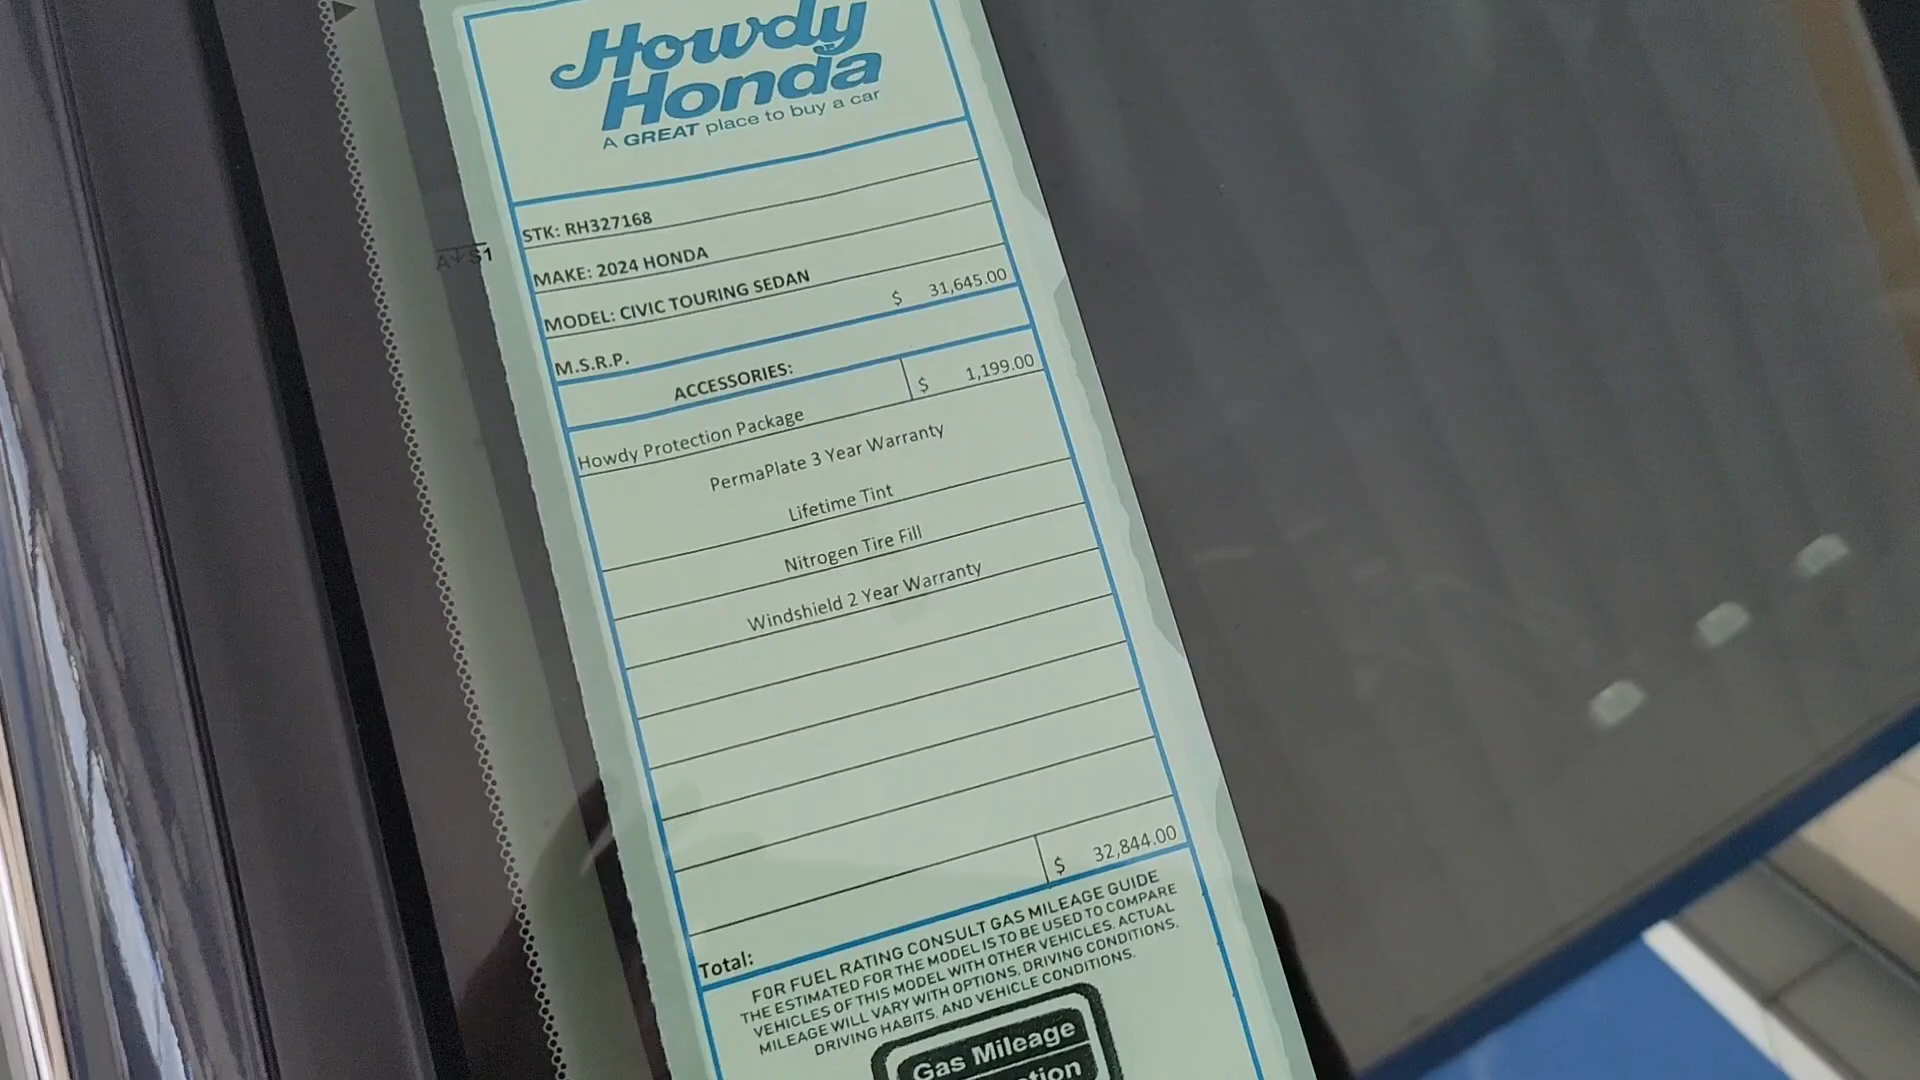 Howdy
Honda
A GREAT place to buy a car
STK: RH327168
MAKE: 2024 HONDA
MODEL: CIVIC TOURING SEDAN
M.S.R.P. $ 31,645.00
ACCESSORIES:
Howdy Protection Package $ 1,199.00
PermaPlate 3 Year Warranty
Lifetime Tint
Nitrogen Tire Fill
Windshield 2 Year Warranty
Total: $ 32,844.00
FOR FUEL RATING CONSULT GAS MILEAGE GUIDE
THE ESTIMATED FOR THE MODEL IS TO BE USED TO COMPARE
VEHICLES OF THIS MODEL WITH OTHER VEHICLES. ACTUAL
MILEAGE WILL VARY WITH OPTIONS, DRIVING CONDITIONS,
DRIVING HABITS, AND VEHICLE CONDITIONS.
Gas Mileage